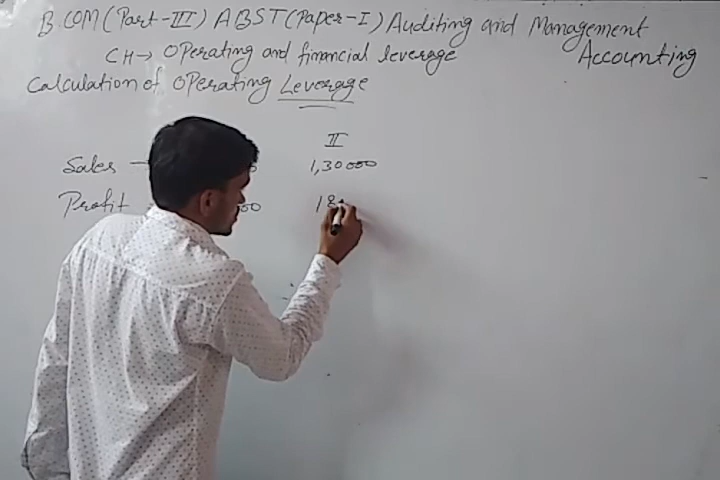 B.COM (Part-III) ABST (Paper-I) Auditing and Management
CH→ Operating and financial leverage Accounting
Calculation of Operating Leverage
II
Sales 1,30000
Profit 18